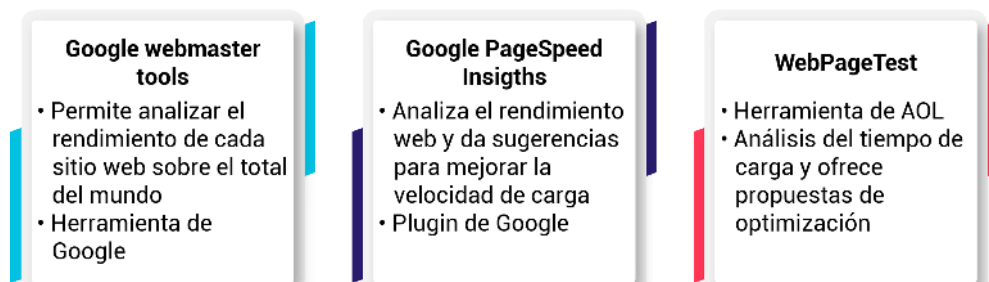 Google webmaster
tools
• Permite analizar el
rendimiento de cada
sitio web sobre el total
del mundo
• Herramienta de
Google
Google PageSpeed
Insigths
• Analiza el rendimiento
web y da sugerencias
para mejorar la
velocidad de carga
• Plugin de Google
WebPageTest
• Herramienta de AOL
• Análisis del tiempo de
carga y ofrece
propuestas de
optimización